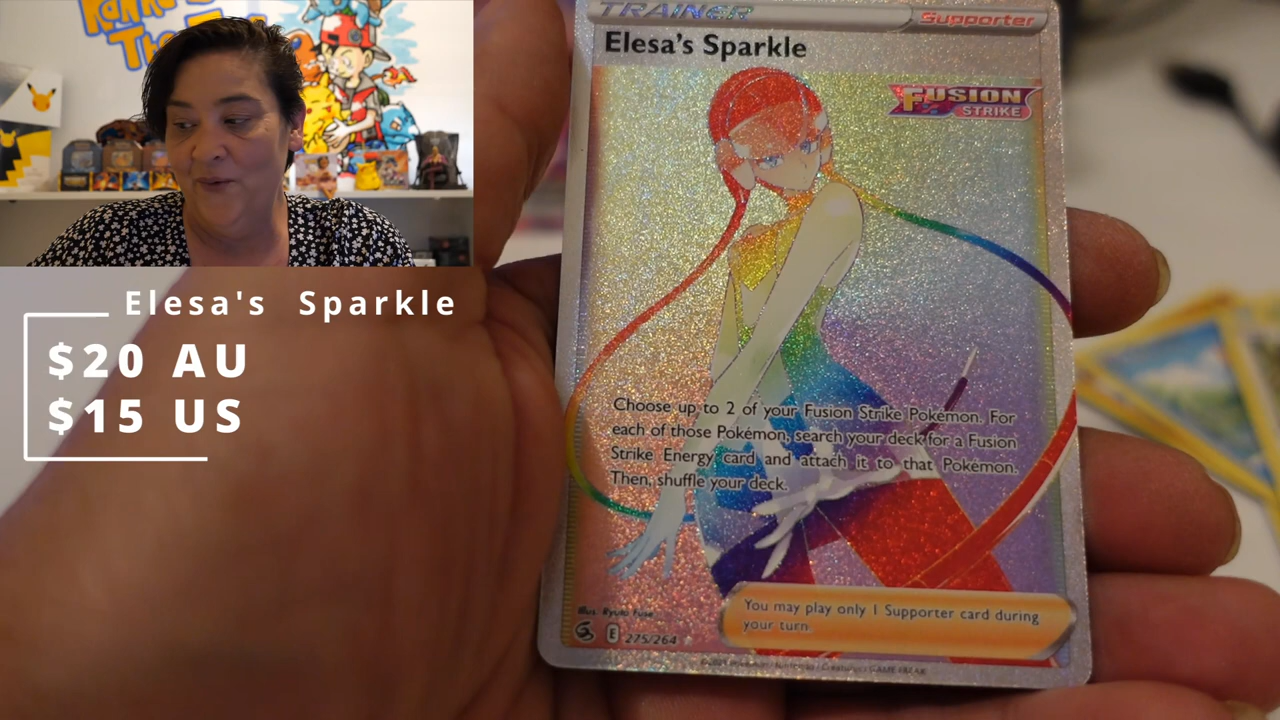 TRAINER
Supporter
Elesa's Sparkle
FUSION
STRIKE
Elesa's Sparkle
$20 AU
$15 US
Choose up to 2 of your Fusion Strike Pokémon. For
each of those Pokémon, search your deck for a Fusion
Strike Energy card and attach it to that Pokémon.
Then, shuffle your deck.
You may play only 1 Supporter card during
your turn.
Illus. Ryuta Fuse
E 275/264